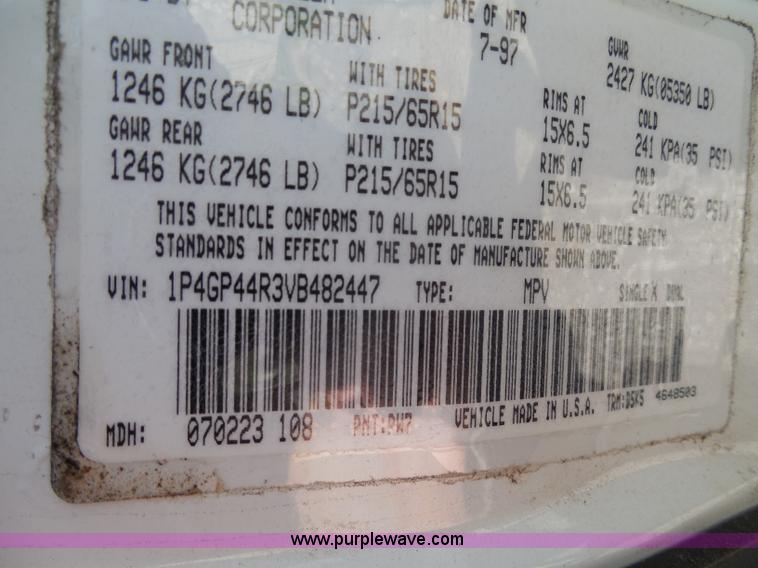 CORPORATION DATE OF MFR GVWR
7-97 2427 KG(05350 LB)
GAWR FRONT WITH TIRES RIMS AT COLD
1246 KG(2746 LB) P215/65R15 15X6.5 241 KPA(35 PSI)
GAWR REAR WITH TIRES RIMS AT COLD
1246 KG(2746 LB) P215/65R15 15X6.5 241 KPA(35 PSI)
THIS VEHICLE CONFORMS TO ALL APPLICABLE FEDERAL MOTOR VEHICLE SAFETY
STANDARDS IN EFFECT ON THE DATE OF MANUFACTURE SHOWN ABOVE.
VIN: 1P4GP44R3VB482447 TYPE: MPV SINGLE X DUAL
MDH: 070223 108 PNT:PW7 VEHICLE MADE IN U.S.A. TRM:DSK5 4648503
www.purplewave.com